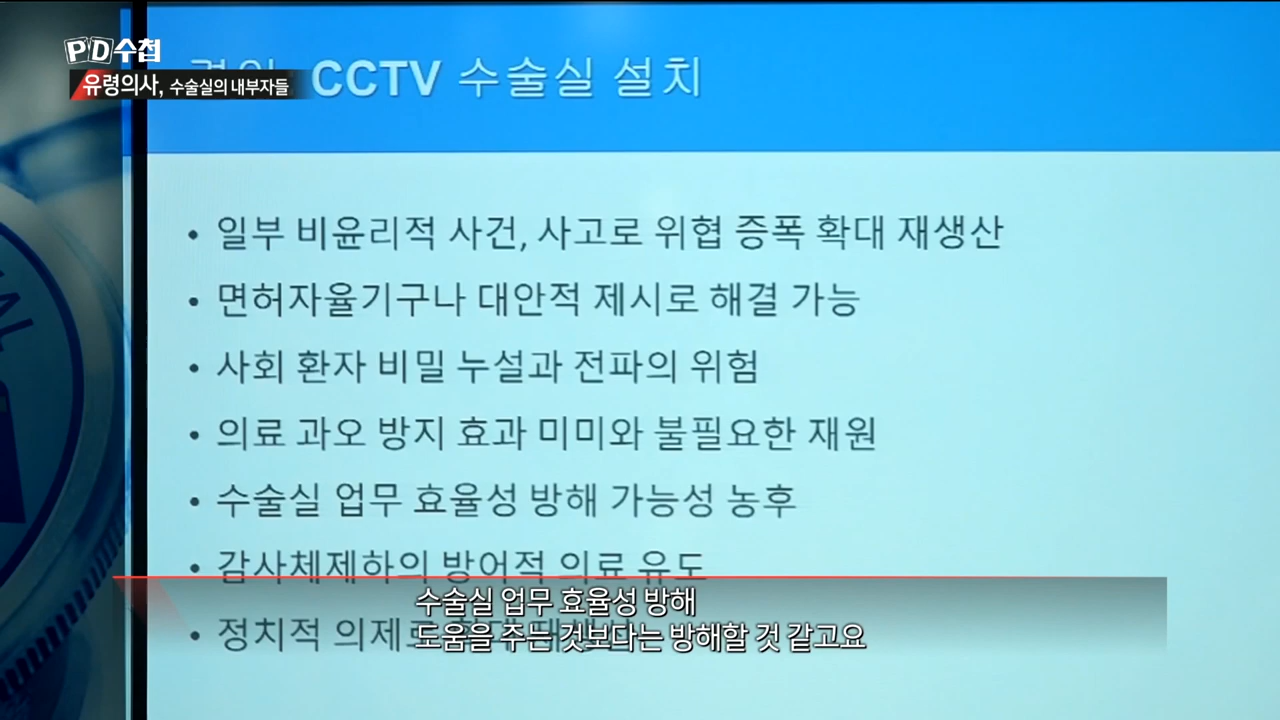 PD수첩
유령의사, 수술실의 내부자들
CCTV 수술실 설치
• 일부 비윤리적 사건, 사고로 위협 증폭 확대 재생산
• 면허자율기구나 대안적 제시로 해결 가능
• 사회 환자 비밀 누설과 전파의 위험
• 의료 과오 방지 효과 미미와 불필요한 재원
• 수술실 업무 효율성 방해 가능성 농후
• 감사체제하의 방어적 의료 유도
• 정치적 의제로
수술실 업무 효율성 방해
도움을 주는 것보다는 방해할 것 같고요